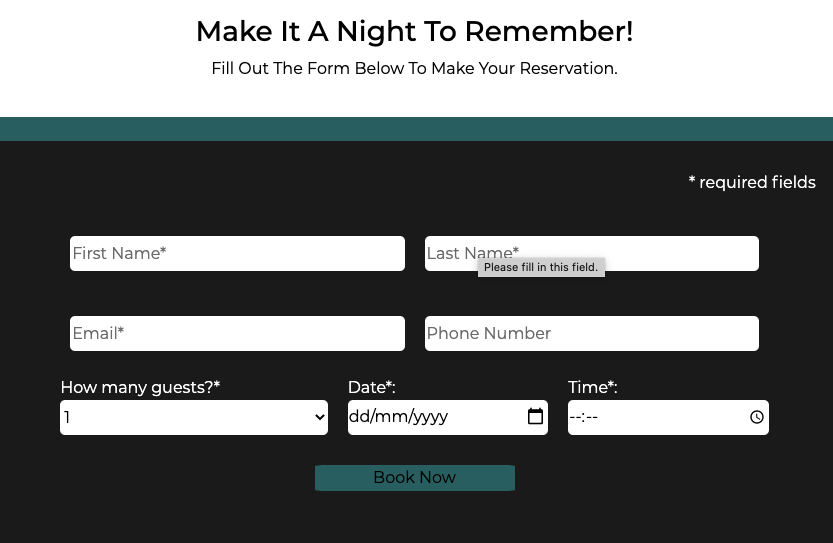 Make It A Night To Remember!
Fill Out The Form Below To Make Your Reservation.
* required fields
First Name*
Last Name*
Please fill in this field.
Email*
Phone Number
How many guests?*
Date*:
Time*:
1
dd/mm/yyyy
--:--
Book Now